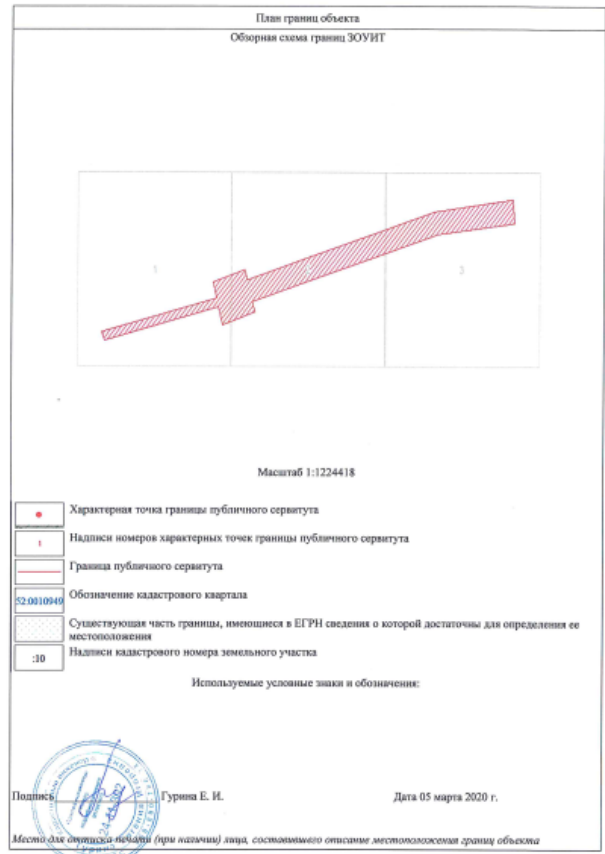 План границ объекта
Обзорная схема границ ЗОУИТ
1
3
Масштаб 1:1224418
Характерная точка границы публичного сервитута
1
Надписи номеров характерных точек границы публичного сервитута
Граница публичного сервитута
52:0010949
Обозначение кадастрового квартала
Существующая часть границы, имеющиеся в ЕГРН сведения о которой достаточны для определения ее
местоположения
:10
Надписи кадастрового номера земельного участка
Используемые условные знаки и обозначения:
Подпись Гурина Е. И. Дата 05 марта 2020 г.
Место для оттиска печати (при наличии) лица, составившего описание местоположения границ объекта